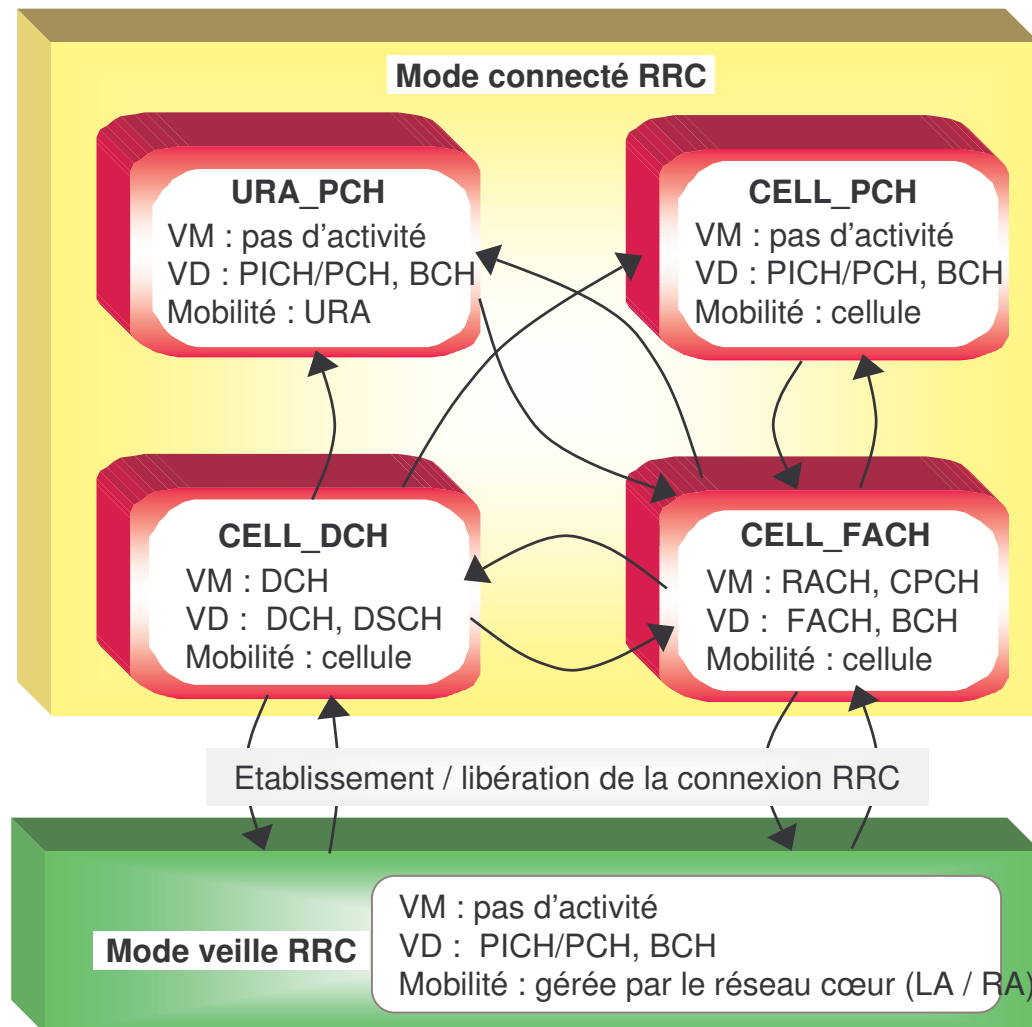 Mode connecté RRC
URA_PCH
VM : pas d'activité
VD : PICH/PCH, BCH
Mobilité : URA
CELL_PCH
VM : pas d'activité
VD : PICH/PCH, BCH
Mobilité : cellule
CELL_DCH
VM : DCH
VD :  DCH, DSCH
Mobilité : cellule
CELL_FACH
VM : RACH, CPCH
VD :  FACH, BCH
Mobilité : cellule
Etablissement / libération de la connexion RRC
Mode veille RRC
VM : pas d'activité
VD :  PICH/PCH, BCH
Mobilité : gérée par le réseau cœur (LA / RA)